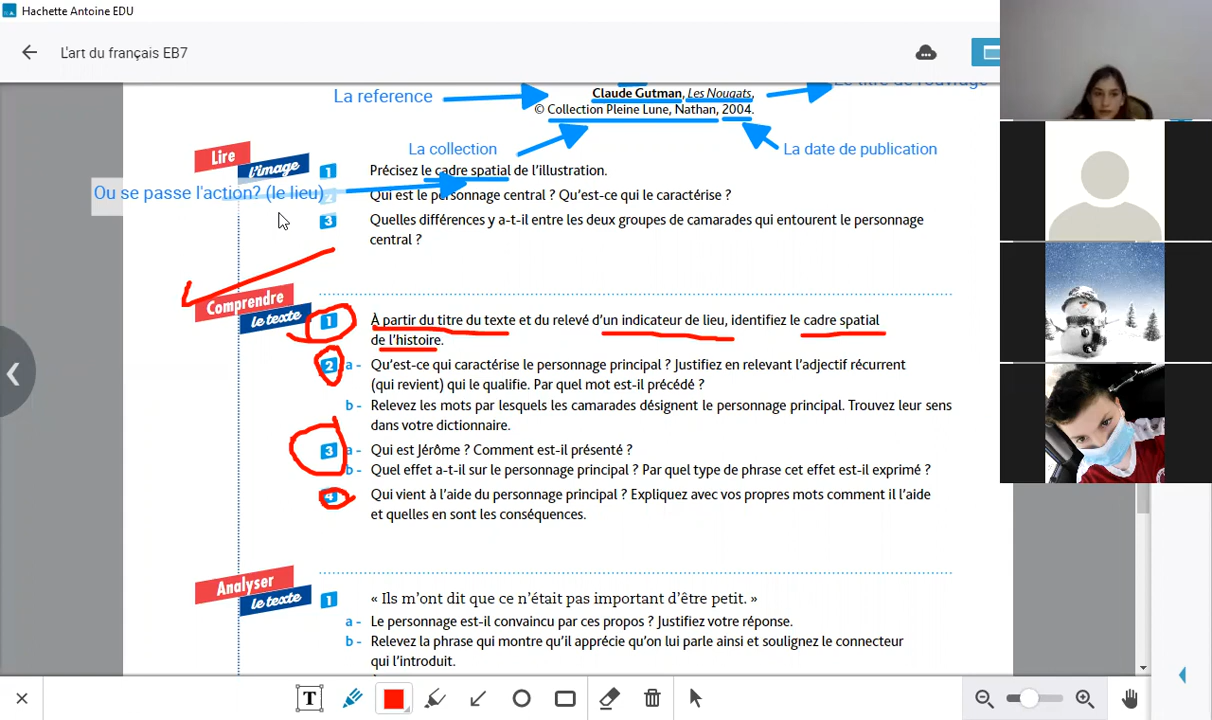 Hachette Antoine EDU
L'art du français EB7
La reference
Claude Gutman, Les Nougats,
Le titre de l'ouvrage
© Collection Pleine Lune, Nathan, 2004.
La collection
La date de publication
Lire
l'image
1 Précisez le cadre spatial de l'illustration.
Ou se passe l'action? (le lieu)
2 Qui est le personnage central ? Qu'est-ce qui le caractérise ?
3 Quelles différences y a-t-il entre les deux groupes de camarades qui entourent le personnage
central ?
Comprendre
le texte
1 À partir du titre du texte et du relevé d'un indicateur de lieu, identifiez le cadre spatial
de l'histoire.
2 a - Qu'est-ce qui caractérise le personnage principal ? Justifiez en relevant l'adjectif récurrent
(qui revient) qui le qualifie. Par quel mot est-il précédé ?
b - Relevez les mots par lesquels les camarades désignent le personnage principal. Trouvez leur sens
dans votre dictionnaire.
3 a - Qui est Jérôme ? Comment est-il présenté ?
b - Quel effet a-t-il sur le personnage principal ? Par quel type de phrase cet effet est-il exprimé ?
4 Qui vient à l'aide du personnage principal ? Expliquez avec vos propres mots comment il l'aide
et quelles en sont les conséquences.
Analyser
le texte
1 « Ils m'ont dit que ce n'était pas important d'être petit. »
a - Le personnage est-il convaincu par ces propos ? Justifiez votre réponse.
b - Relevez la phrase qui montre qu'il apprécie qu'on lui parle ainsi et soulignez le connecteur
qui l'introduit.
T